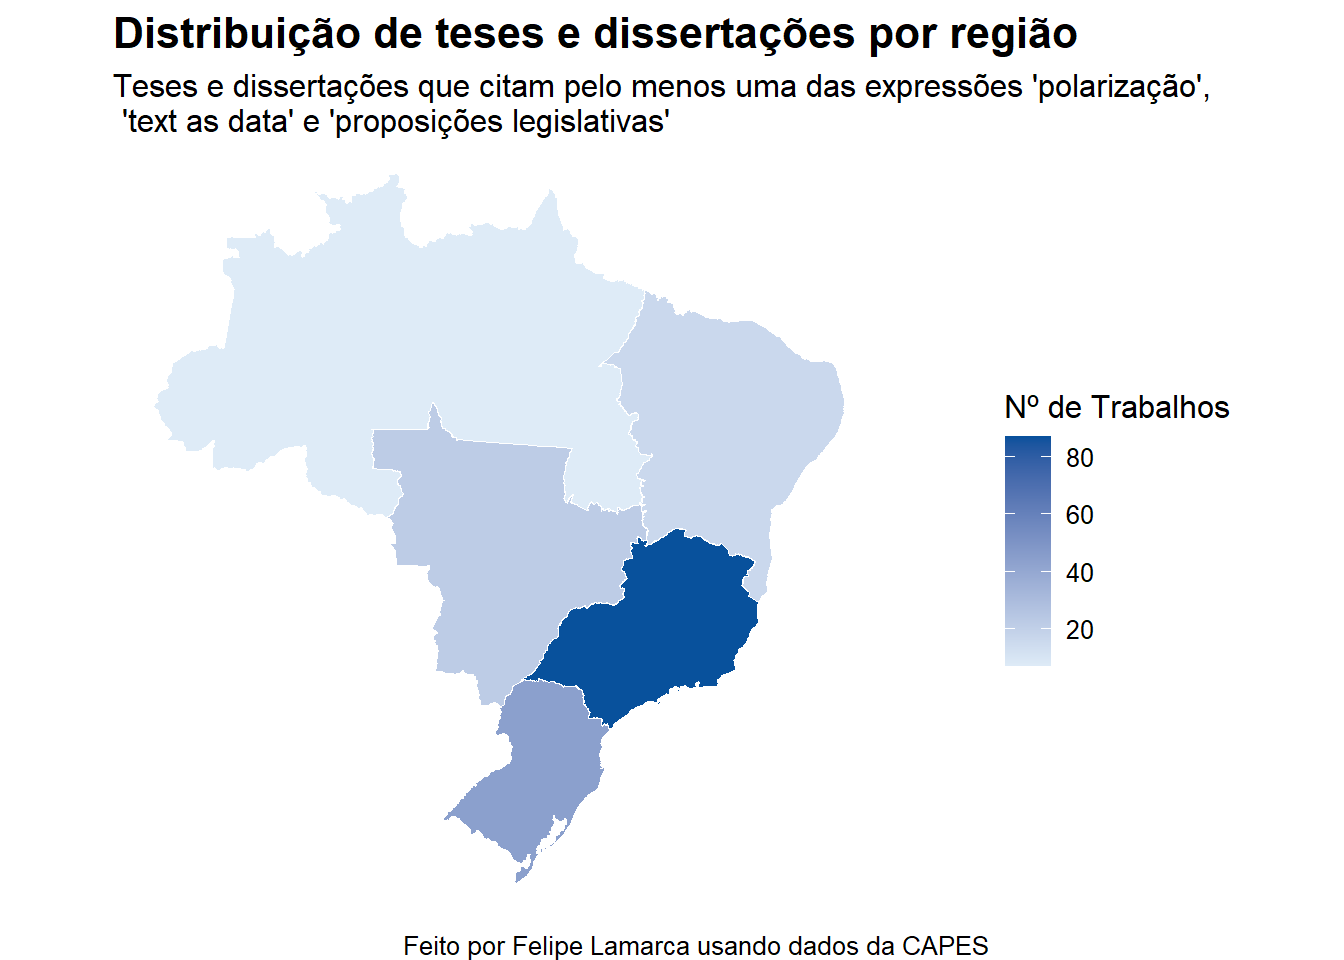 Distribuição de teses e dissertações por região
Teses e dissertações que citam pelo menos uma das expressões 'polarização',
'text as data' e 'proposições legislativas'
Nº de Trabalhos
80
60
40
20
Feito por Felipe Lamarca usando dados da CAPES